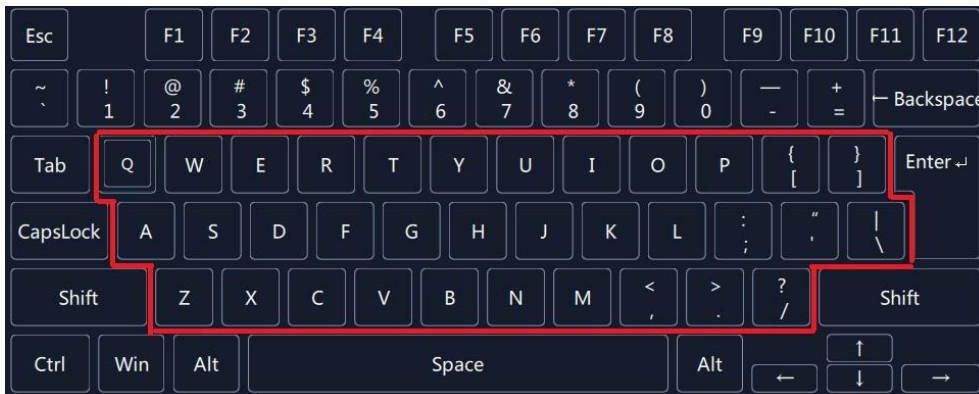 Esc F1 F2 F3 F4 F5 F6 F7 F8 F9 F10 F11 F12
~ ! @ # $ % ^ & * ( ) — +
` 1 2 3 4 5 6 7 8 9 0 - = ← Backspace
Tab Q W E R T Y U I O P { } Enter ↵
[ ]
CapsLock A S D F G H J K L : “ |
; ' \
Shift Z X C V B N M < > ? Shift
, . /
Ctrl Win Alt Space Alt ↑
← ↓ →